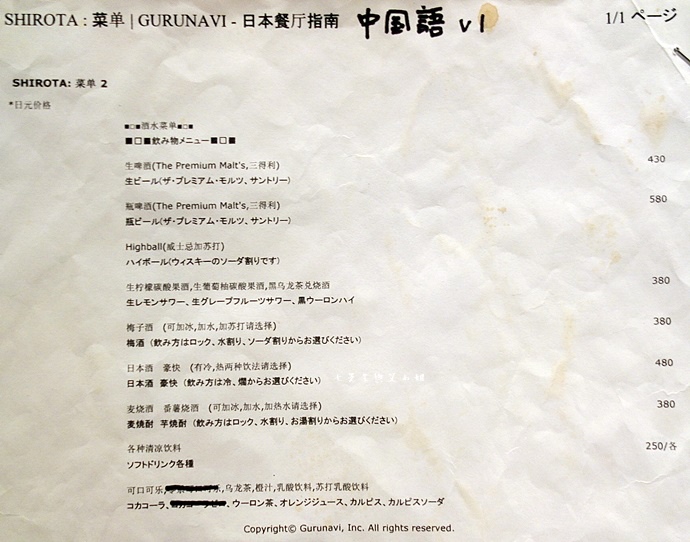 SHIROTA : 菜单 | GURUNAVI - 日本餐厅指南 中国語 v1 1/1 ページ
SHIROTA: 菜单 2
*日元价格
■□■酒水菜单■□■
■□■飲み物メニュー■□■
生啤酒(The Premium Malt's,三得利) 430
生ビール(ザ・プレミアム・モルツ、サントリー)
瓶啤酒(The Premium Malt's,三得利) 580
瓶ビール(ザ・プレミアム・モルツ、サントリー)
Highball(威士忌加苏打)
ハイボール(ウィスキーのソーダ割りです)
生柠檬碳酸果酒,生葡萄柚碳酸果酒,黑乌龙茶兑烧酒 380
生レモンサワー、生グレープフルーツサワー、黒ウーロンハイ
梅子酒 (可加冰,加水,加苏打请选择) 380
梅酒 (飲み方はロック、水割り、ソーダ割りからお選びください)
日本酒 豪快 (有冷,热两种饮法请选择) 480
日本酒 豪快 (飲み方は冷、燗からお選びください)
麦烧酒 番薯烧酒 (可加冰,加水,加热水请选择) 380
麦焼酎 芋焼酎 (飲み方はロック、水割り、お湯割りからお選びください)
各种清凉饮料 250/各
ソフトドリンク各種
可口可乐, 乌龙茶,橙汁,乳酸饮料,苏打乳酸饮料
コカコーラ、 、ウーロン茶、オレンジジュース、カルピス、カルピスソーダ
Copyright© Gurunavi, Inc. All rights reserved.